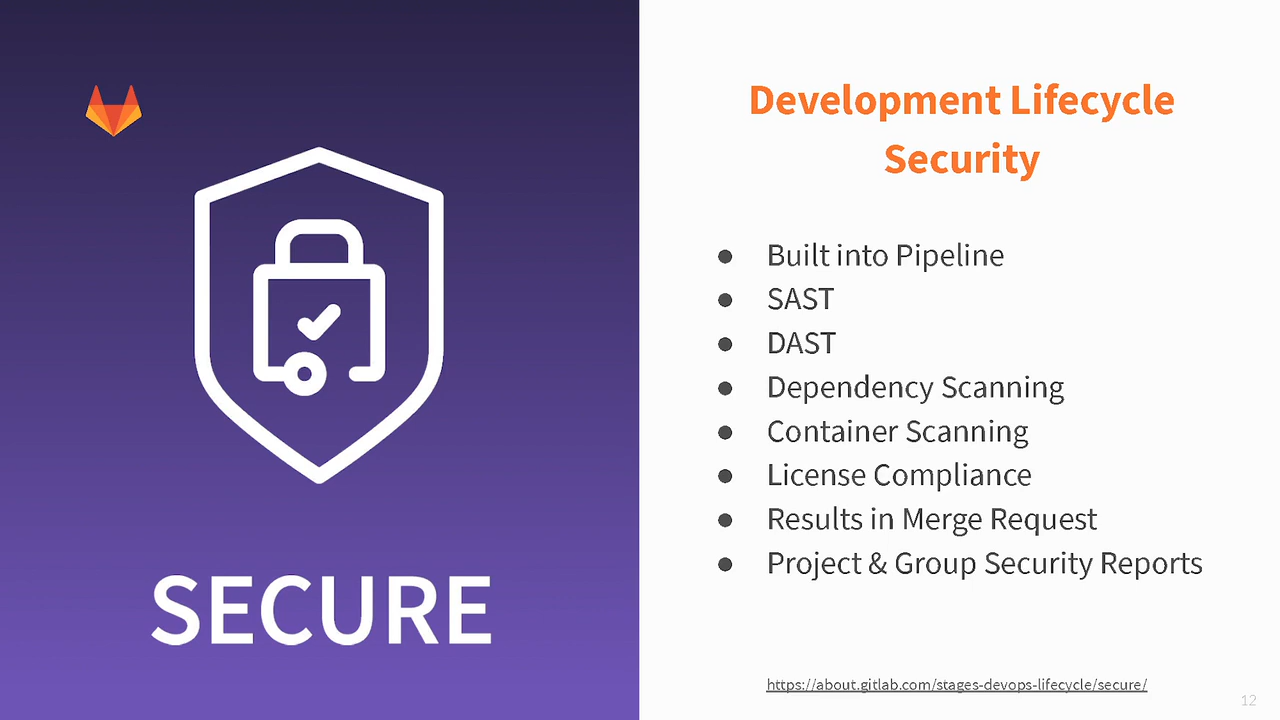 SECURE
Development Lifecycle
Security
● Built into Pipeline
● SAST
● DAST
● Dependency Scanning
● Container Scanning
● License Compliance
● Results in Merge Request
● Project & Group Security Reports
https://about.gitlab.com/stages-devops-lifecycle/secure/
12